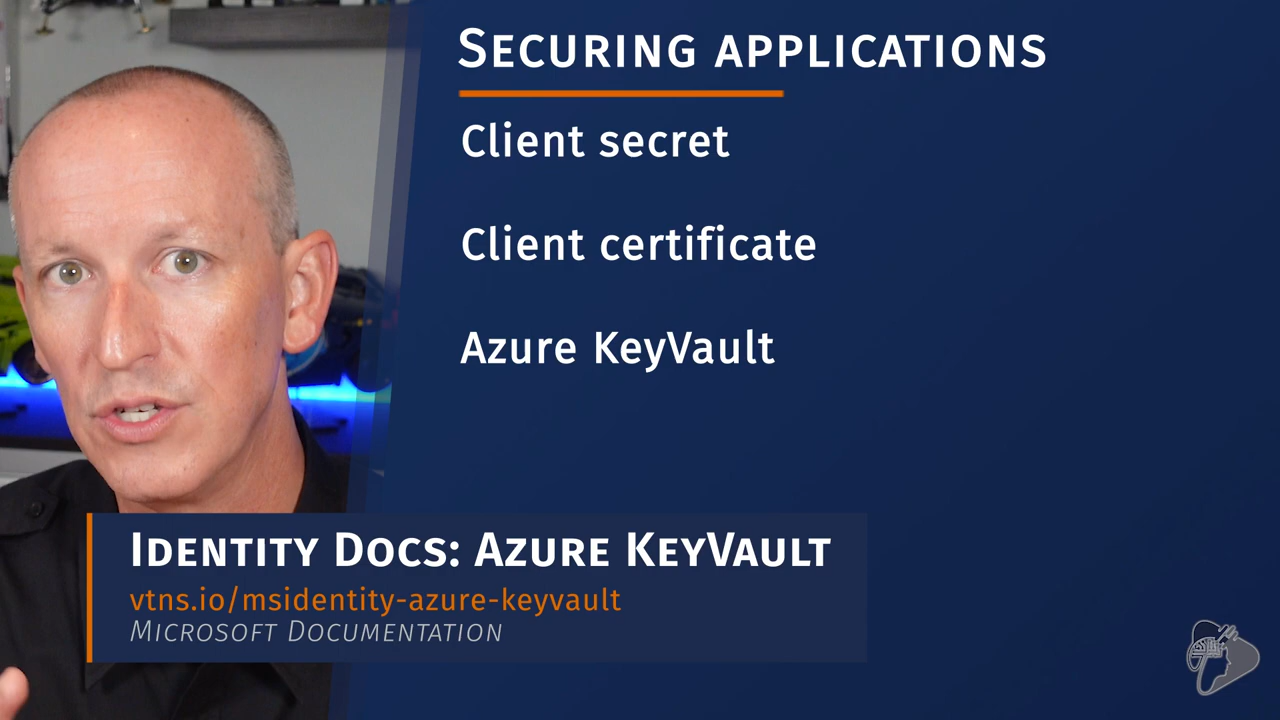 Securing applications
Client secret
Client certificate
Azure KeyVault
Identity Docs: Azure KeyVault
vtns.io/msidentity-azure-keyvault
Microsoft Documentation